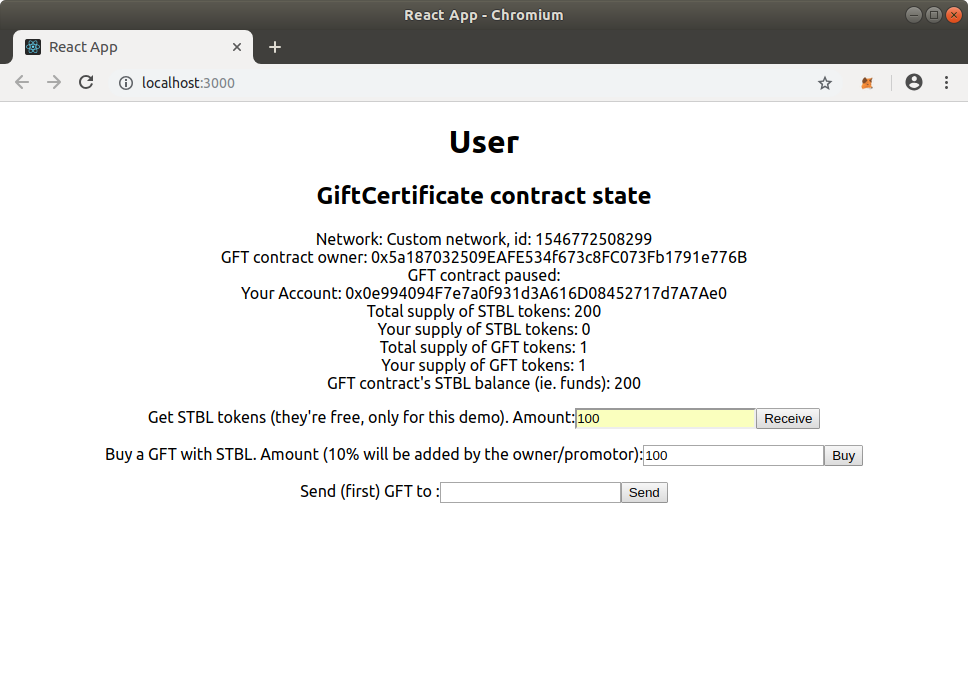 React App - Chromium
React App
localhost:3000
User
GiftCertificate contract state
Network: Custom network, id: 1546772508299
GFT contract owner: 0x5a187032509EAFE534f673c8FC073Fb1791e776B
GFT contract paused:
Your Account: 0x0e994094F7e7a0f931d3A616D08452717d7A7Ae0
Total supply of STBL tokens: 200
Your supply of STBL tokens: 0
Total supply of GFT tokens: 1
Your supply of GFT tokens: 1
GFT contract's STBL balance (ie. funds): 200
Get STBL tokens (they're free, only for this demo). Amount: 100 Receive
Buy a GFT with STBL. Amount (10% will be added by the owner/promotor): 100 Buy
Send (first) GFT to : Send